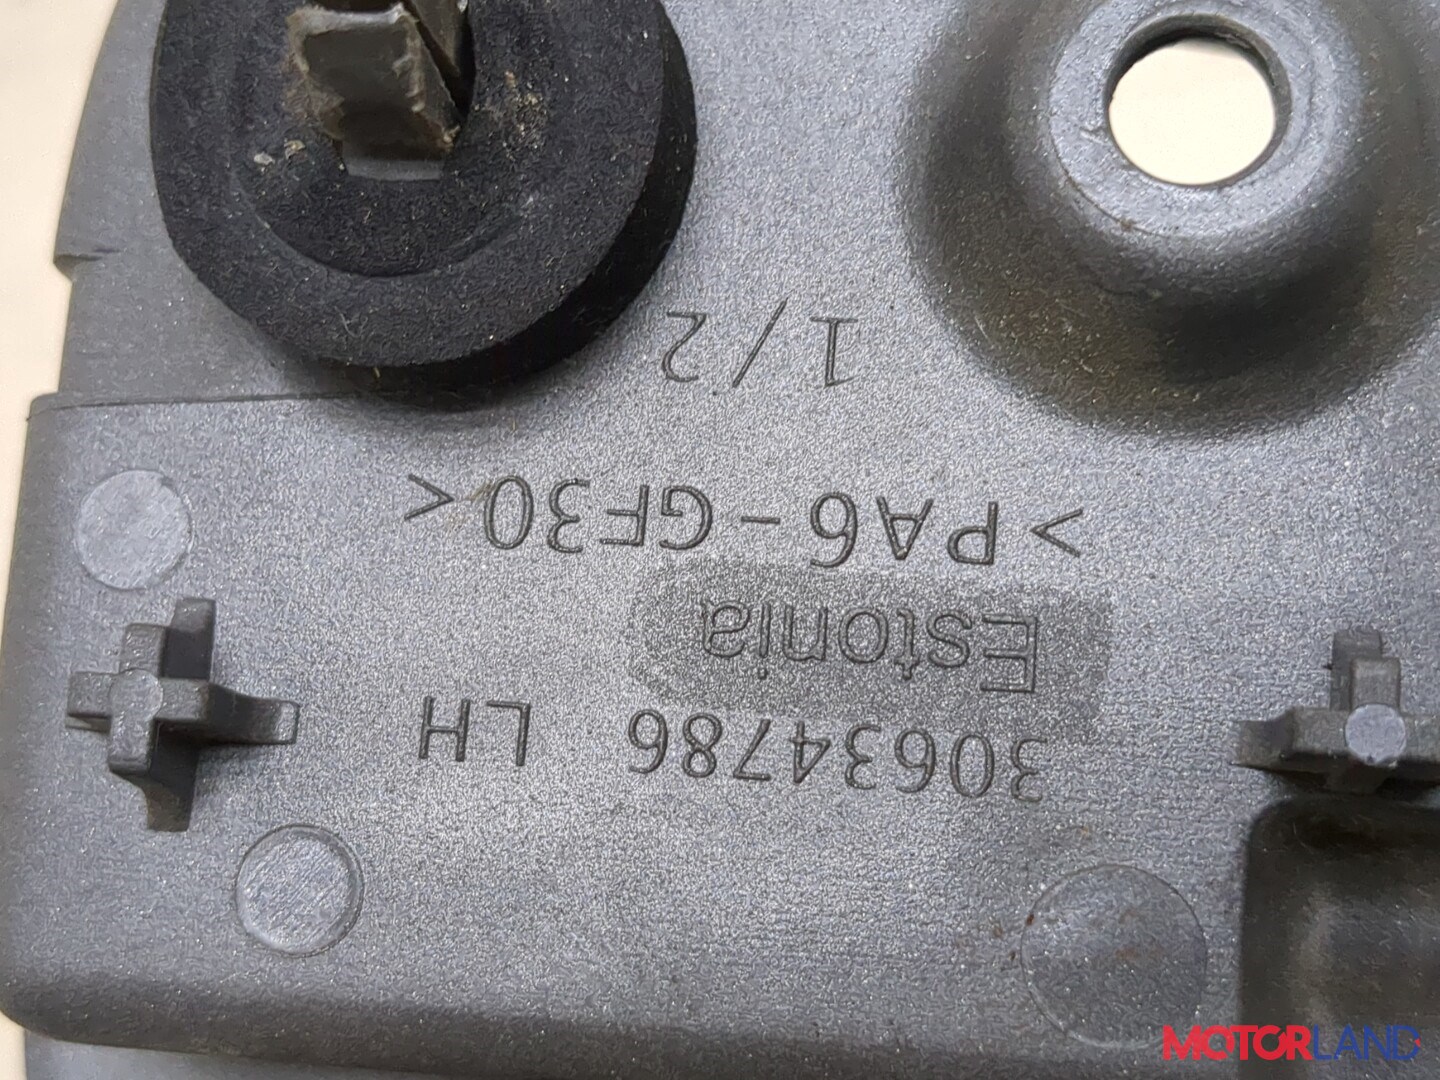 30634786 LH
Estonia
>PA6-GF30<
1/2
MOTORLAND